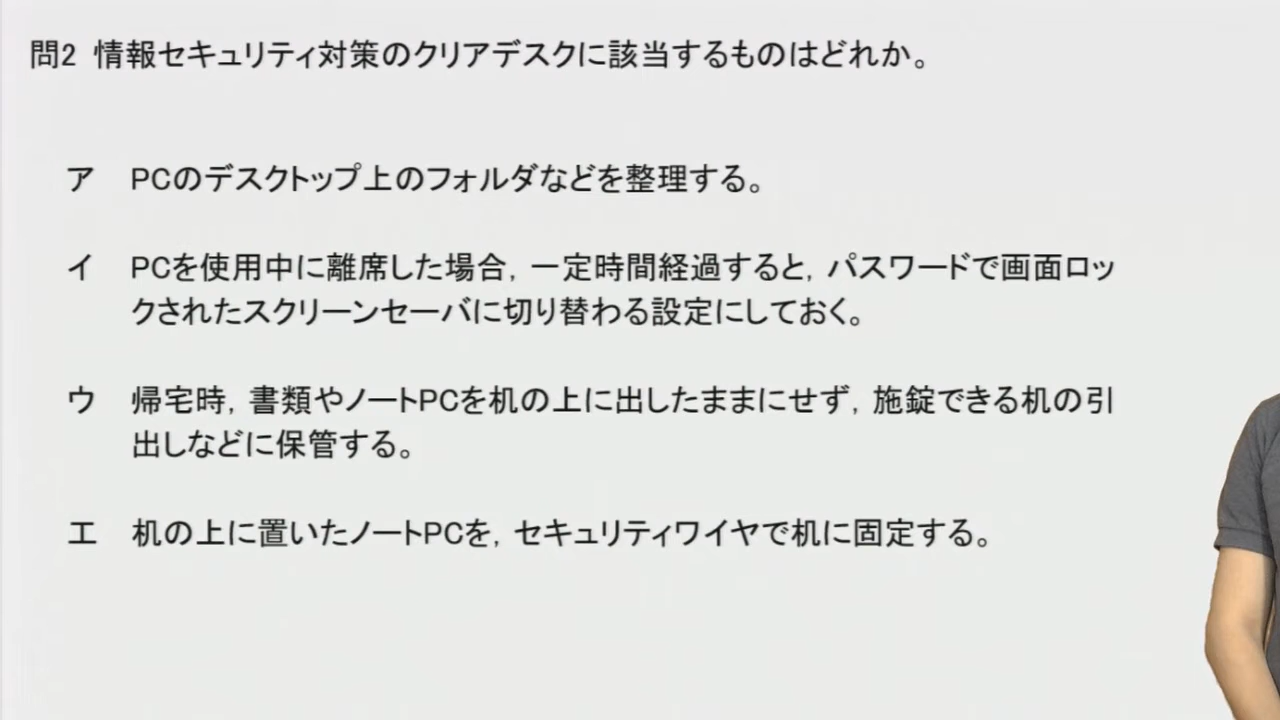 問2 情報セキュリティ対策のクリアデスクに該当するものはどれか。
ア PCのデスクトップ上のフォルダなどを整理する。
イ PCを使用中に離席した場合，一定時間経過すると，パスワードで画面ロッ
クされたスクリーンセーバに切り替わる設定にしておく。
ウ 帰宅時，書類やノートPCを机の上に出したままにせず，施錠できる机の引
出しなどに保管する。
エ 机の上に置いたノートPCを，セキュリティワイヤで机に固定する。